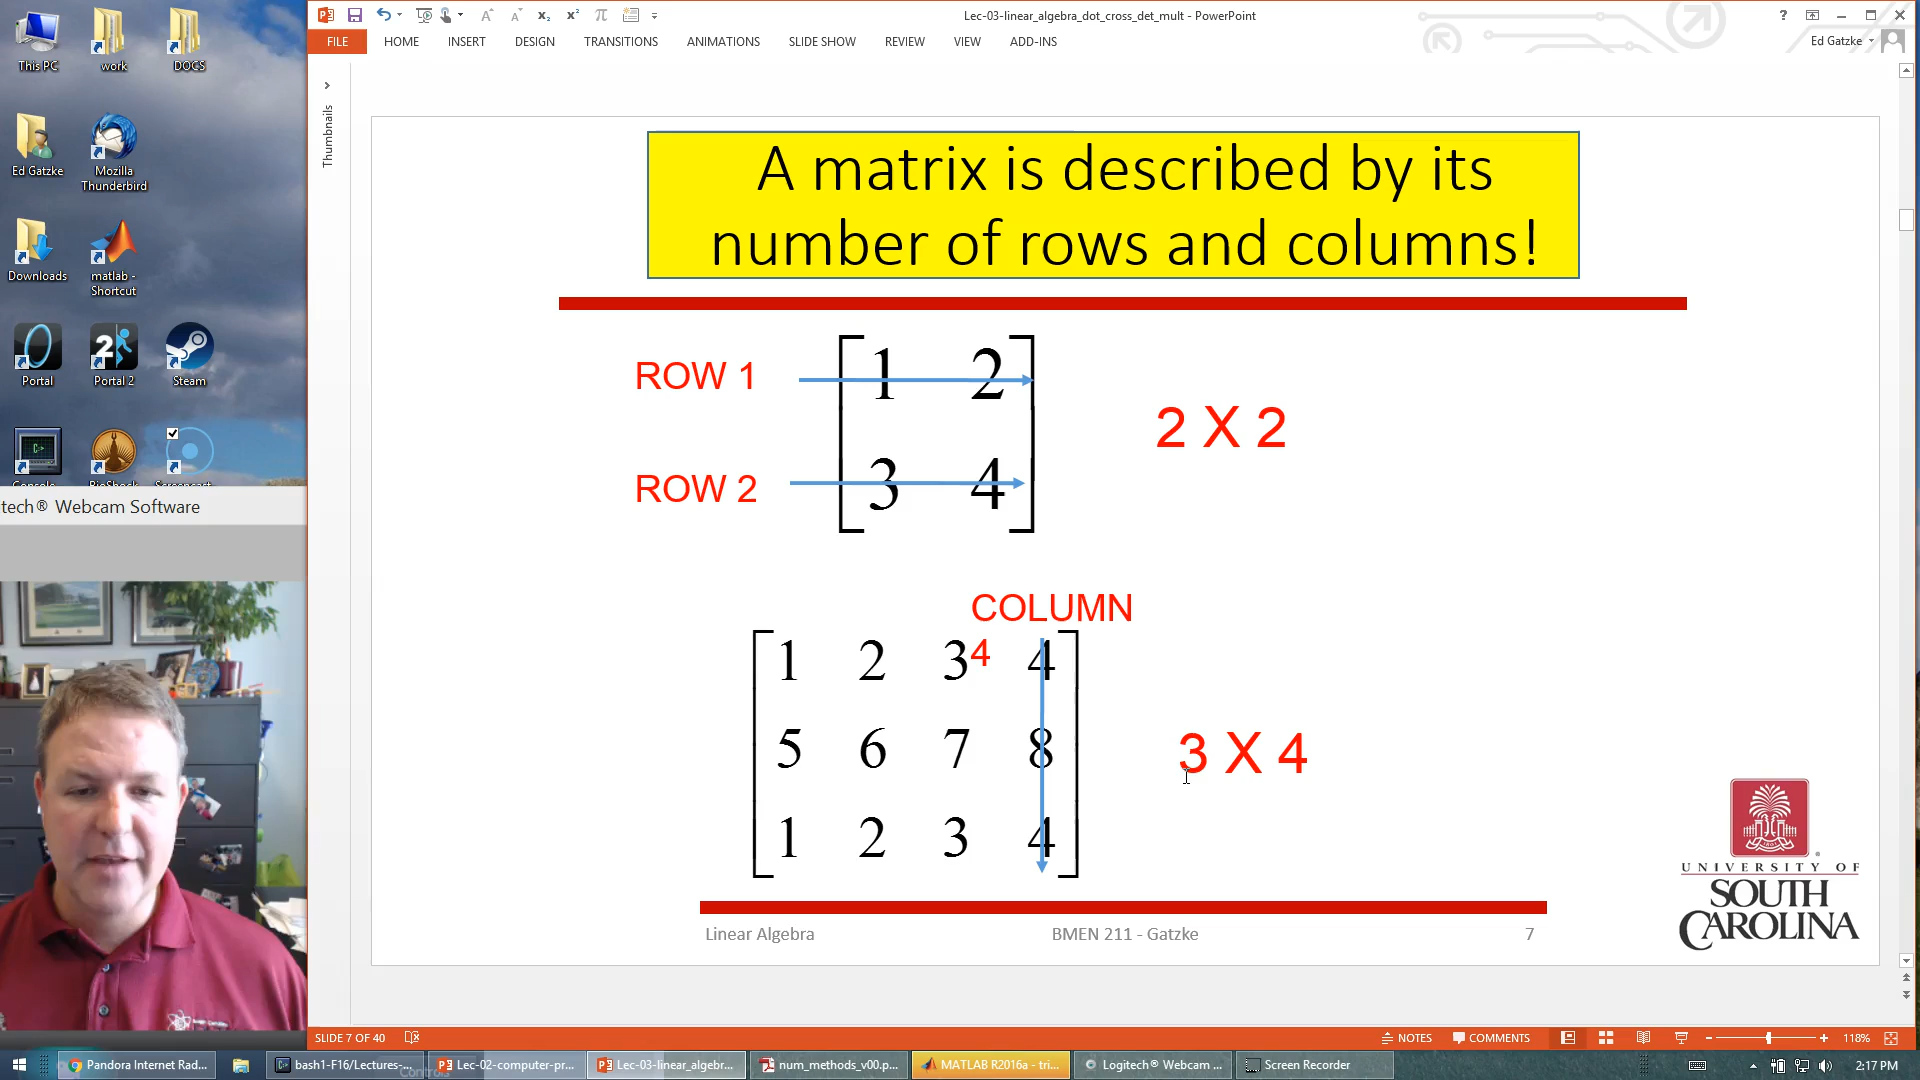 This PC
work
DOCS
Ed Gatzke
Mozilla
Thunderbird
Downloads
matlab -
Shortcut
Portal
2
Portal 2
Steam
tech® Webcam Software
Lec-03-linear_algebra_dot_cross_det_mult - PowerPoint
FILE HOME INSERT DESIGN TRANSITIONS ANIMATIONS SLIDE SHOW REVIEW VIEW ADD-INS
Ed Gatzke
Thumbnails
A matrix is described by its
number of rows and columns!
ROW 1
1 2
2 X 2
ROW 2
3 4
COLUMN
4
1 2 3 4
5 6 7 8
3 X 4
1 2 3 4
UNIVERSITY OF
SOUTH
CAROLINA
Linear Algebra
BMEN 211 - Gatzke
7
SLIDE 7 OF 40
NOTES COMMENTS
118%
Pandora Internet Rad...
bash1-F16/Lectures-...
Lec-02-computer-pr...
Lec-03-linear_algebr...
num_methods_v00.p...
MATLAB R2016a - tri...
Logitech® Webcam ...
Screen Recorder
2:17 PM